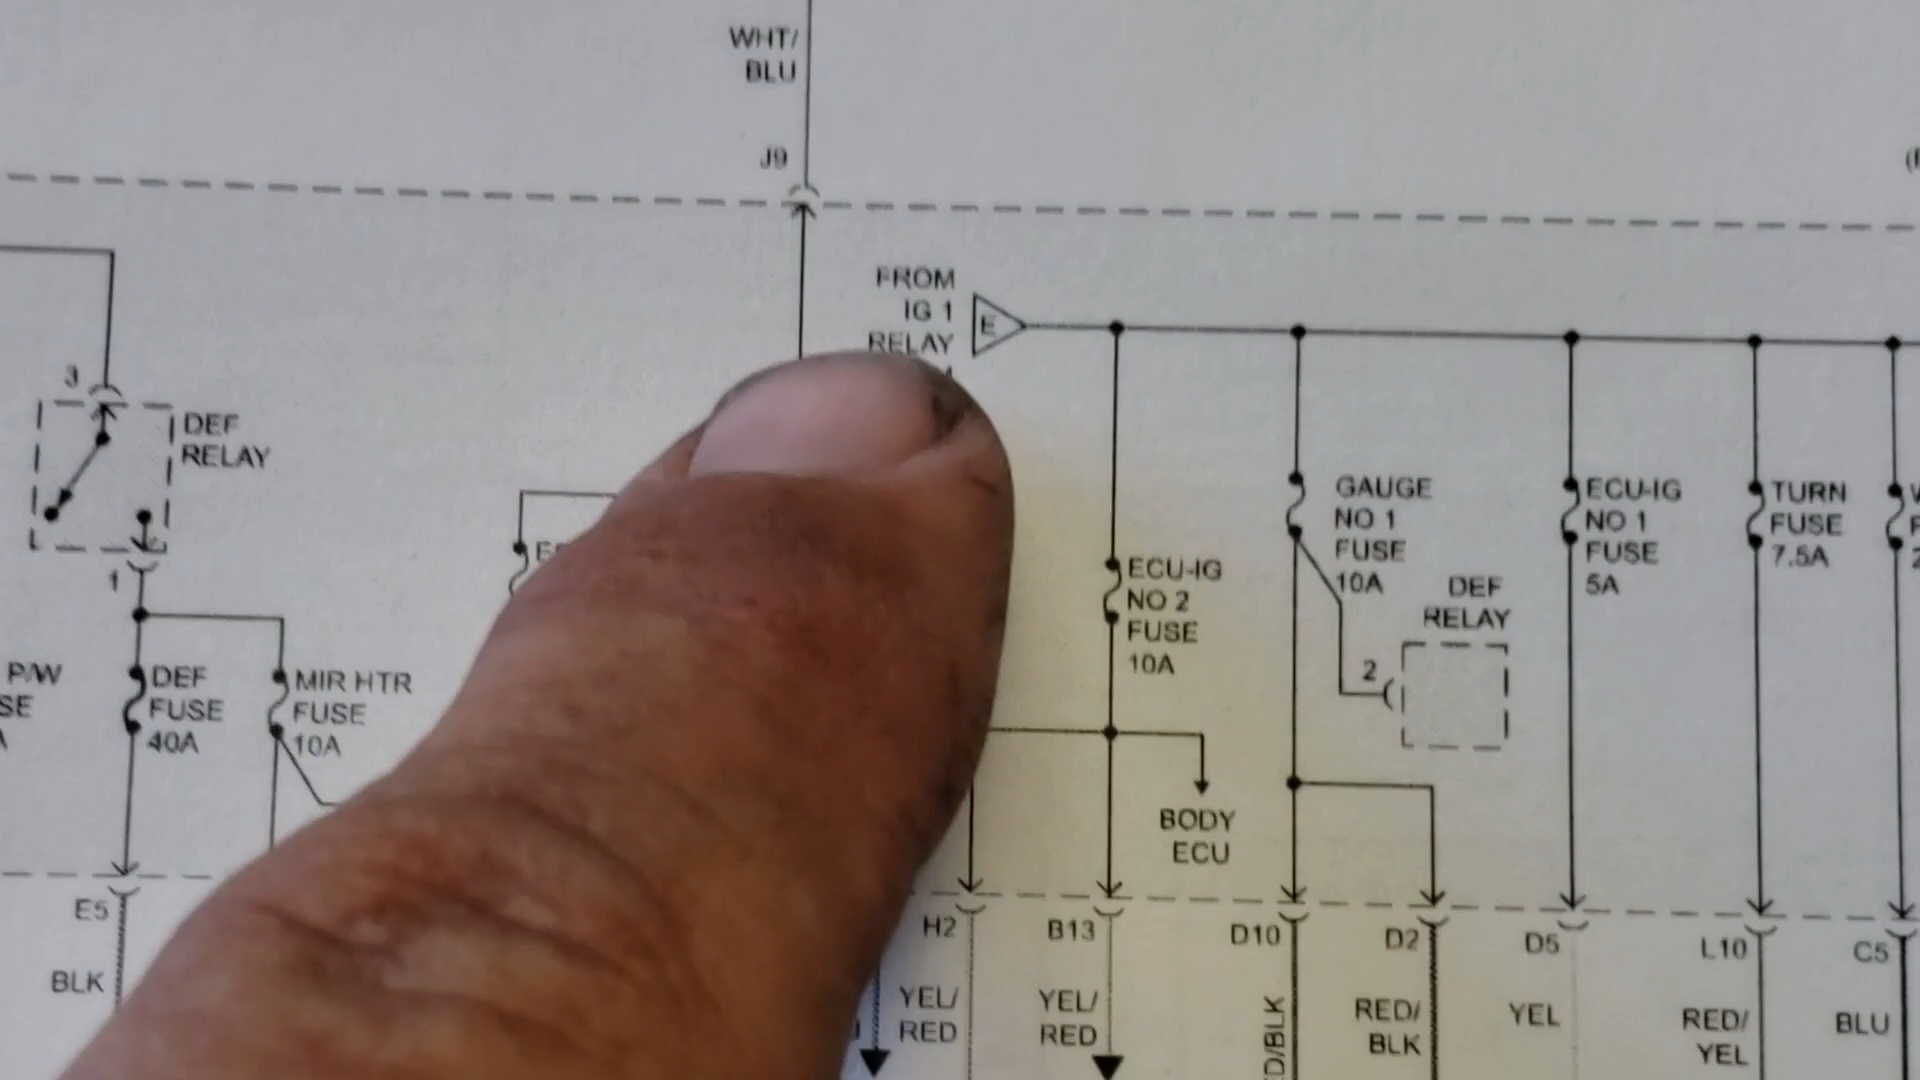 WHT/
BLU
J9
FROM
IG 1
RELAY
E
3
DEF
RELAY
1
P/W
DEF
FUSE
40A
MIR HTR
FUSE
10A
ECU-IG
NO 2
FUSE
10A
GAUGE
NO 1
FUSE
10A
DEF
RELAY
2
ECU-IG
NO 1
FUSE
5A
TURN
FUSE
7.5A
BODY
ECU
E5
H2
B13
D10
D2
D5
L10
C5
BLK
YEL/
RED
YEL/
RED
RED/
BLK
YEL
RED/
YEL
BLU